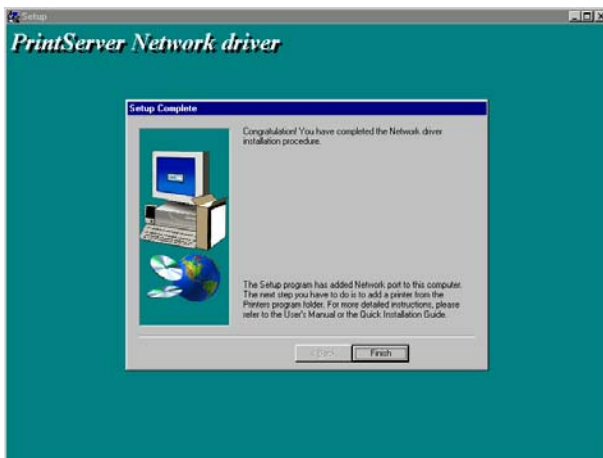 Setup
PrintServer Network driver
Setup Complete
Congratulation! You have completed the Network driver
installation procedure.
The Setup program has added Network port to this computer.
The next step you have to do is to add a printer from the
Printers program folder. For more detailed instructions, please
refer to the User's Manual or the Quick Installation Guide.
< Back Finish